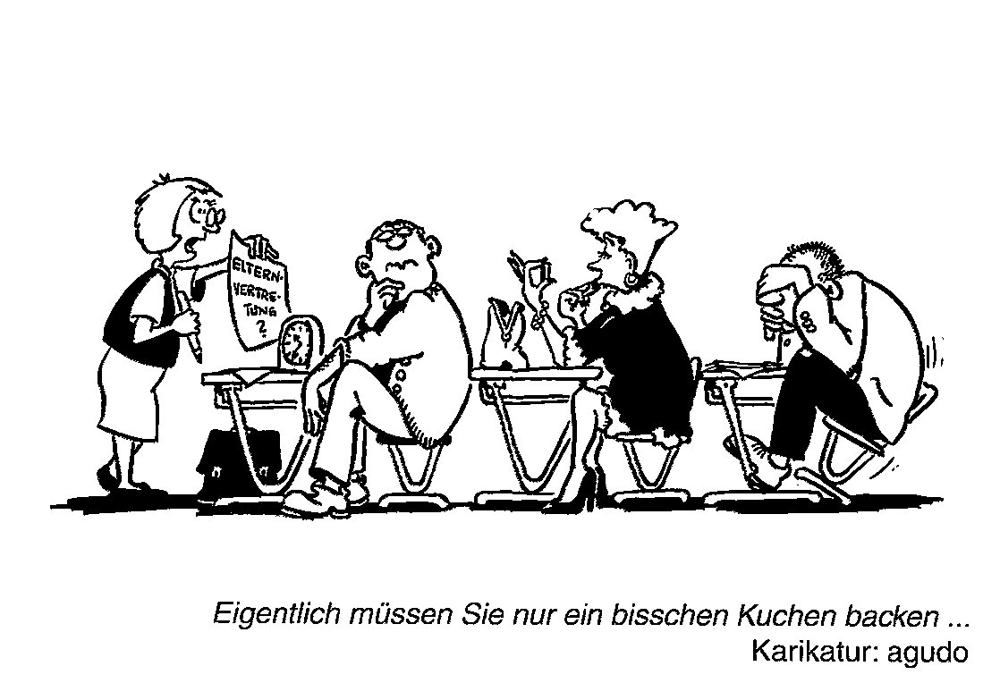 ELTERN-
VERTRE-
TUNG
?
Eigentlich müssen Sie nur ein bisschen Kuchen backen ...
Karikatur: agudo